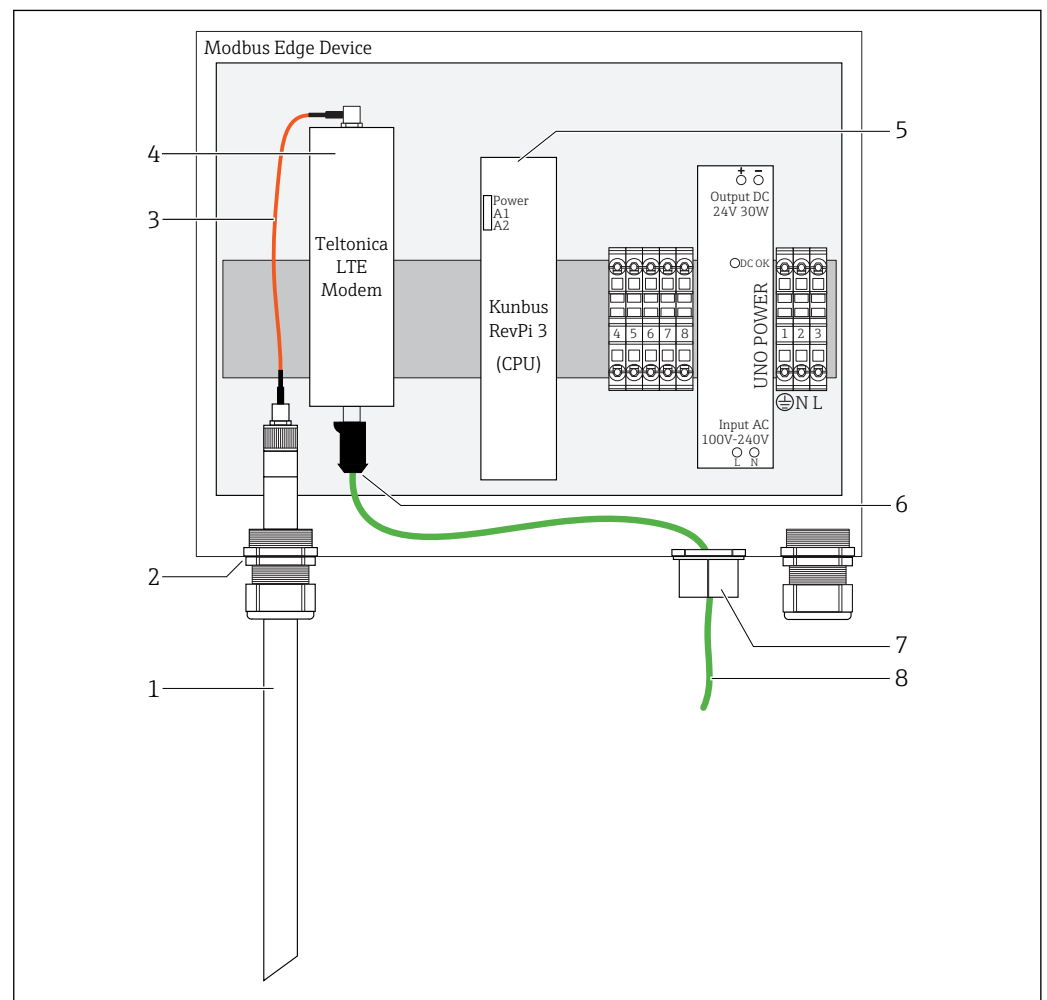 Modbus Edge Device
4
3
5
Power
A1
A2
Teltonica
LTE
Modem
Kunbus
RevPi 3
(CPU)
+ −
Output DC
24V 30W
DC OK
UNO POWER
4 5 6 7 8
1 2 3
N L
Input AC
100V-240V
L N
6
2
7
8
1